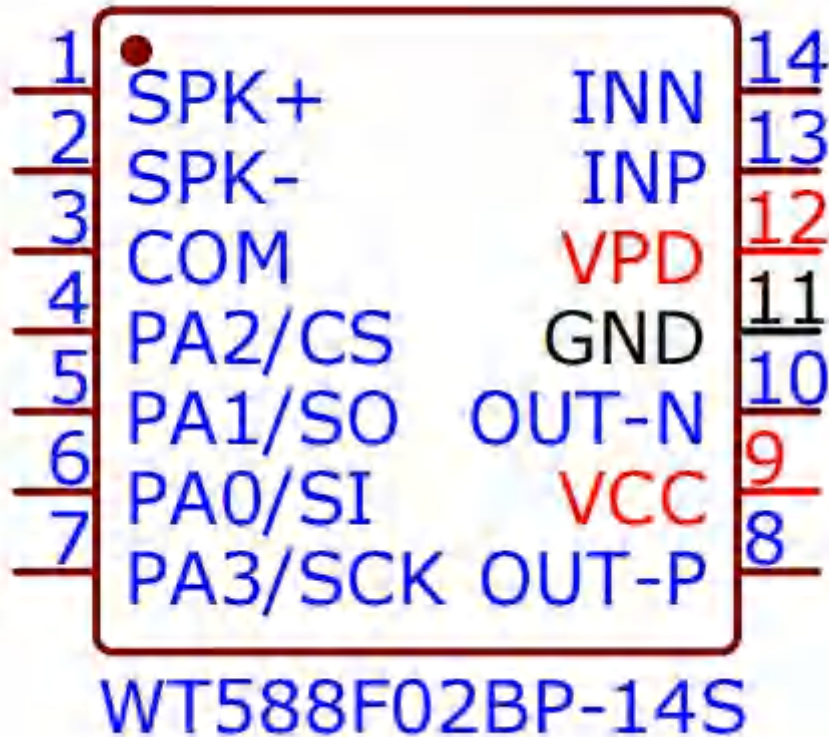 1 SPK+ INN 14
2 SPK- INP 13
3 COM VPD 12
4 PA2/CS GND 11
5 PA1/SO OUT-N 10
6 PA0/SI VCC 9
7 PA3/SCK OUT-P 8
WT588F02BP-14S